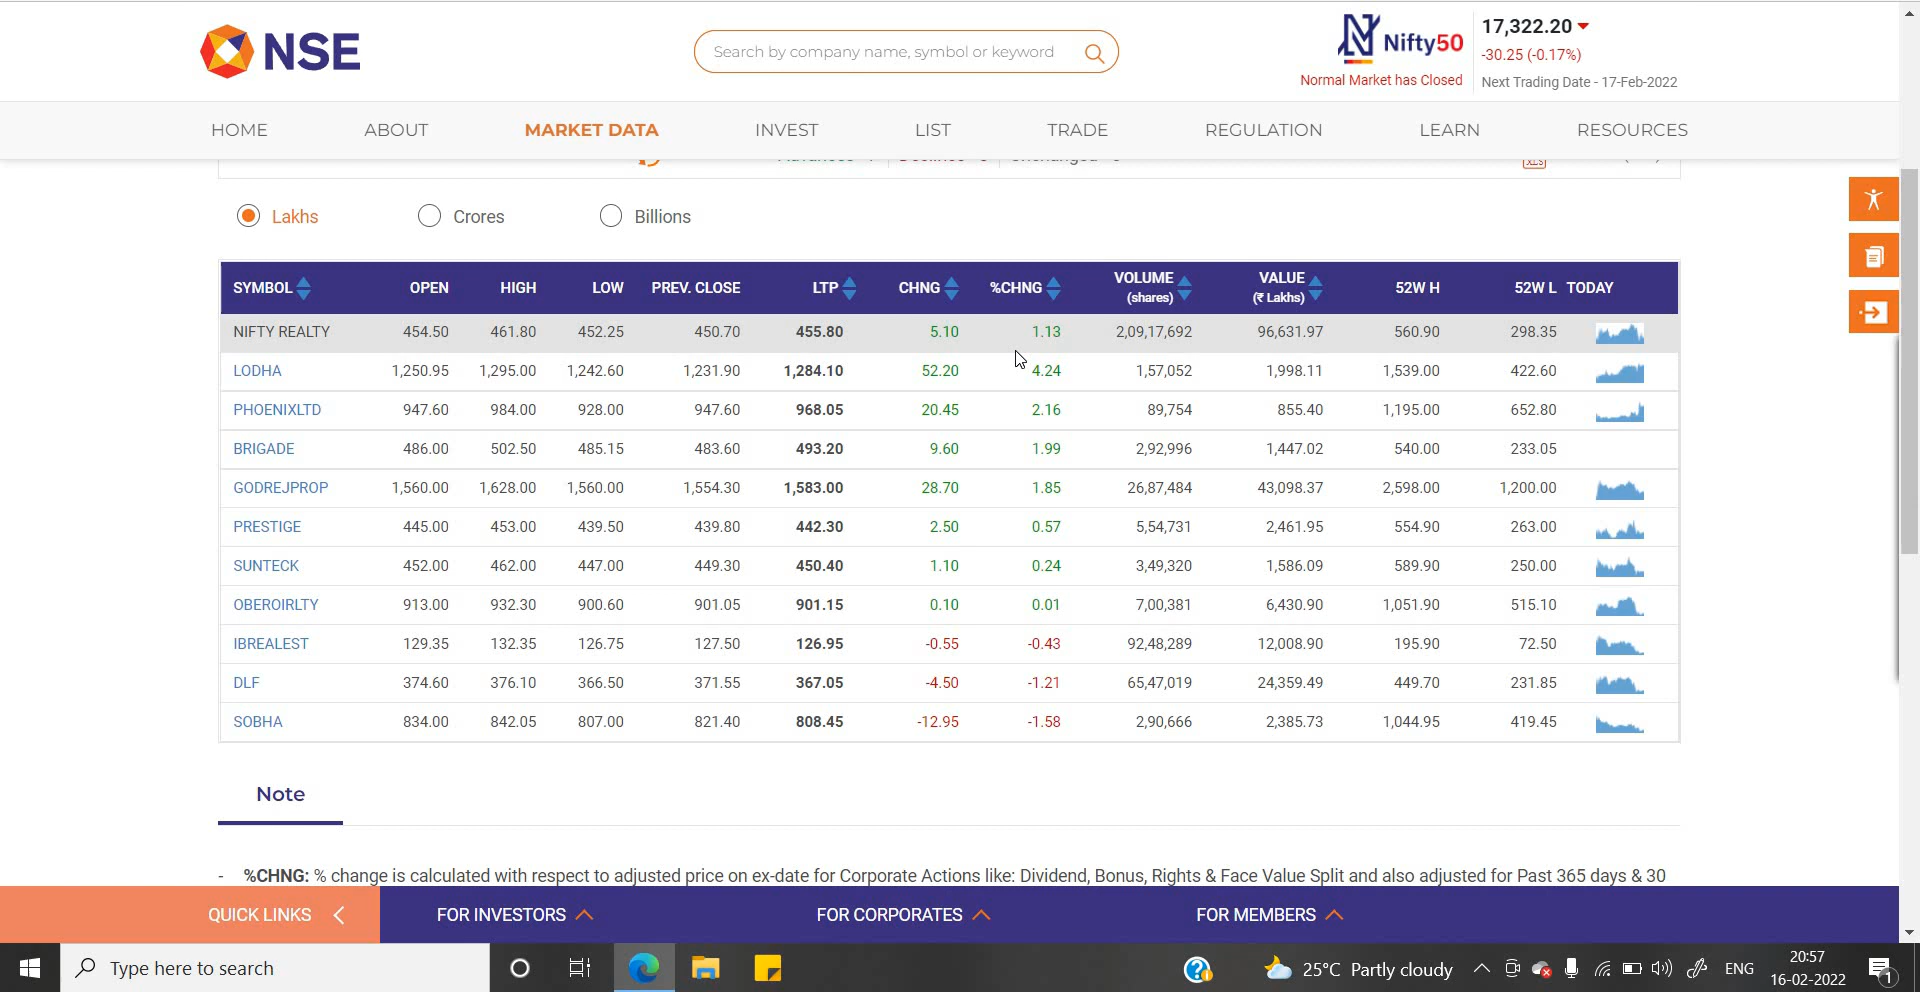 NSE
Search by company name, symbol or keyword
Nifty50
Normal Market has Closed
17,322.20
-30.25 (-0.17%)
Next Trading Date - 17-Feb-2022
HOME ABOUT MARKET DATA INVEST LIST TRADE REGULATION LEARN RESOURCES
Lakhs Crores Billions
SYMBOL OPEN HIGH LOW PREV. CLOSE LTP CHNG %CHNG VOLUME (shares) VALUE (₹ Lakhs) 52W H 52W L TODAY
NIFTY REALTY 454.50 461.80 452.25 450.70 455.80 5.10 1.13 2,09,17,692 96,631.97 560.90 298.35
LODHA 1,250.95 1,295.00 1,242.60 1,231.90 1,284.10 52.20 4.24 1,57,052 1,998.11 1,539.00 422.60
PHOENIXLTD 947.60 984.00 928.00 947.60 968.05 20.45 2.16 89,754 855.40 1,195.00 652.80
BRIGADE 486.00 502.50 485.15 483.60 493.20 9.60 1.99 2,92,996 1,447.02 540.00 233.05
GODREJPROP 1,560.00 1,628.00 1,560.00 1,554.30 1,583.00 28.70 1.85 26,87,484 43,098.37 2,598.00 1,200.00
PRESTIGE 445.00 453.00 439.50 439.80 442.30 2.50 0.57 5,54,731 2,461.95 554.90 263.00
SUNTECK 452.00 462.00 447.00 449.30 450.40 1.10 0.24 3,49,320 1,586.09 589.90 250.00
OBEROIRLTY 913.00 932.30 900.60 901.05 901.15 0.10 0.01 7,00,381 6,430.90 1,051.90 515.10
IBREALEST 129.35 132.35 126.75 127.50 126.95 -0.55 -0.43 92,48,289 12,008.90 195.90 72.50
DLF 374.60 376.10 366.50 371.55 367.05 -4.50 -1.21 65,47,019 24,359.49 449.70 231.85
SOBHA 834.00 842.05 807.00 821.40 808.45 -12.95 -1.58 2,90,666 2,385.73 1,044.95 419.45
Note
- %CHNG: % change is calculated with respect to adjusted price on ex-date for Corporate Actions like: Dividend, Bonus, Rights & Face Value Split and also adjusted for Past 365 days & 30
QUICK LINKS FOR INVESTORS FOR CORPORATES FOR MEMBERS
Type here to search
25°C Partly cloudy
ENG
20:57
16-02-2022
1